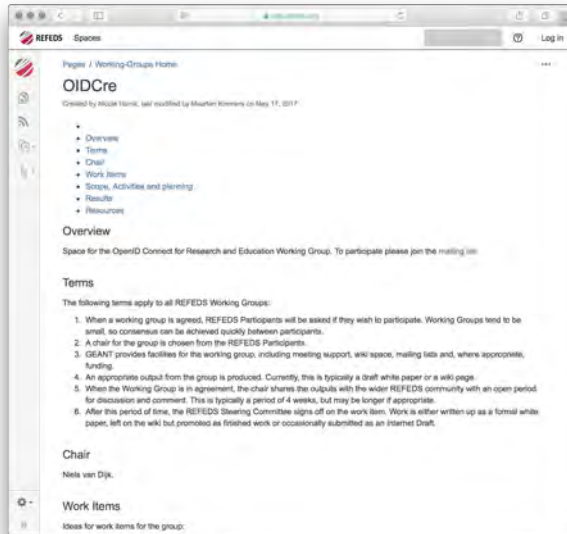 REFEDS Spaces Log in
Pages / Working-Groups Home
OIDCre
Created by Nicole Harris, last modified by Maarten Kremers on May 17, 2017
Overview
Terms
Chair
Work Items
Scope, Activities and planning
Results
Resources
Overview
Space for the OpenID Connect for Research and Education Working Group. To participate please join the mailing list
Terms
The following terms apply to all REFEDS Working Groups:
1. When a working group is agreed, REFEDS Participants will be asked if they wish to participate. Working Groups tend to be
small, so consensus can be achieved quickly between participants.
2. A chair for the group is chosen from the REFEDS Participants.
3. GEANT provides facilities for the working group, including meeting support, wiki space, mailing lists and, where appropriate,
funding.
4. An appropriate output from the group is produced. Currently, this is typically a draft white paper or a wiki page.
5. When the Working Group is in agreement, the chair shares the outputs with the wider REFEDS community with an open period
for discussion and comment. This is typically a period of 4 weeks, but may be longer if appropriate.
6. After this period of time, the REFEDS Steering Committee signs off on the work item. Work is either written up as a formal white
paper, left on the wiki but promoted as finished work or occasionally submitted as an Internet Draft.
Chair
Niels van Dijk.
Work Items
Ideas for work items for the group: